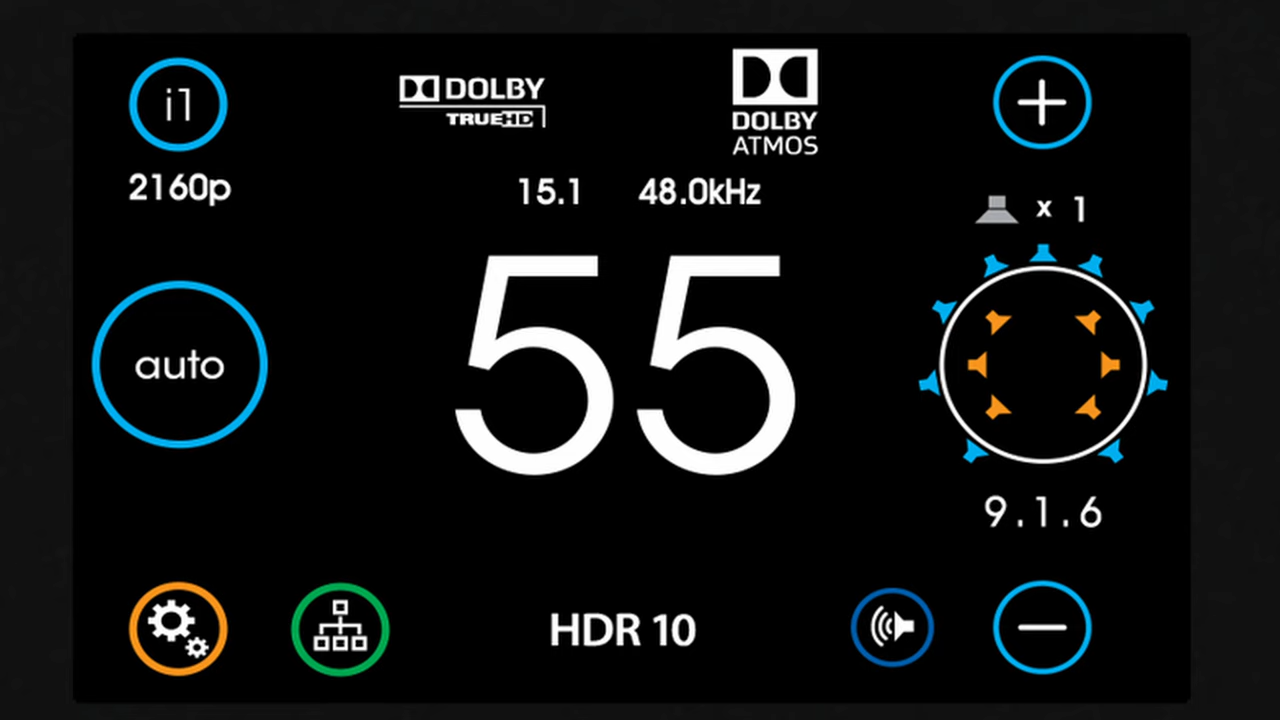 i1
DOLBY
TRUEHD
DOLBY
ATMOS
2160p
15.1 48.0kHz
x 1
auto
55
9.1.6
HDR 10